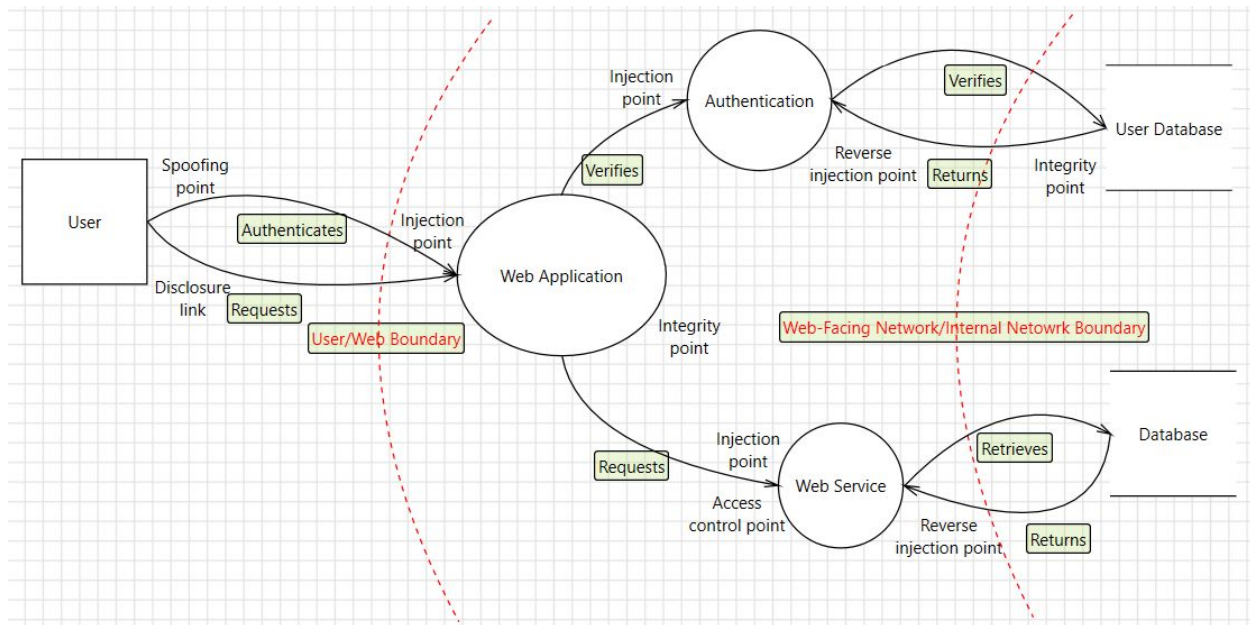 Injection
point
Authentication
Verifies
User Database
Reverse
injection point
Returns
Integrity
point
Verifies
Spoofing
point
User
Authenticates
Injection
point
Disclosure
link
Requests
User/Web Boundary
Web Application
Integrity
point
Web-Facing Network/Internal Netowrk Boundary
Requests
Injection
point
Access
control point
Web Service
Retrieves
Database
Reverse
injection point
Returns